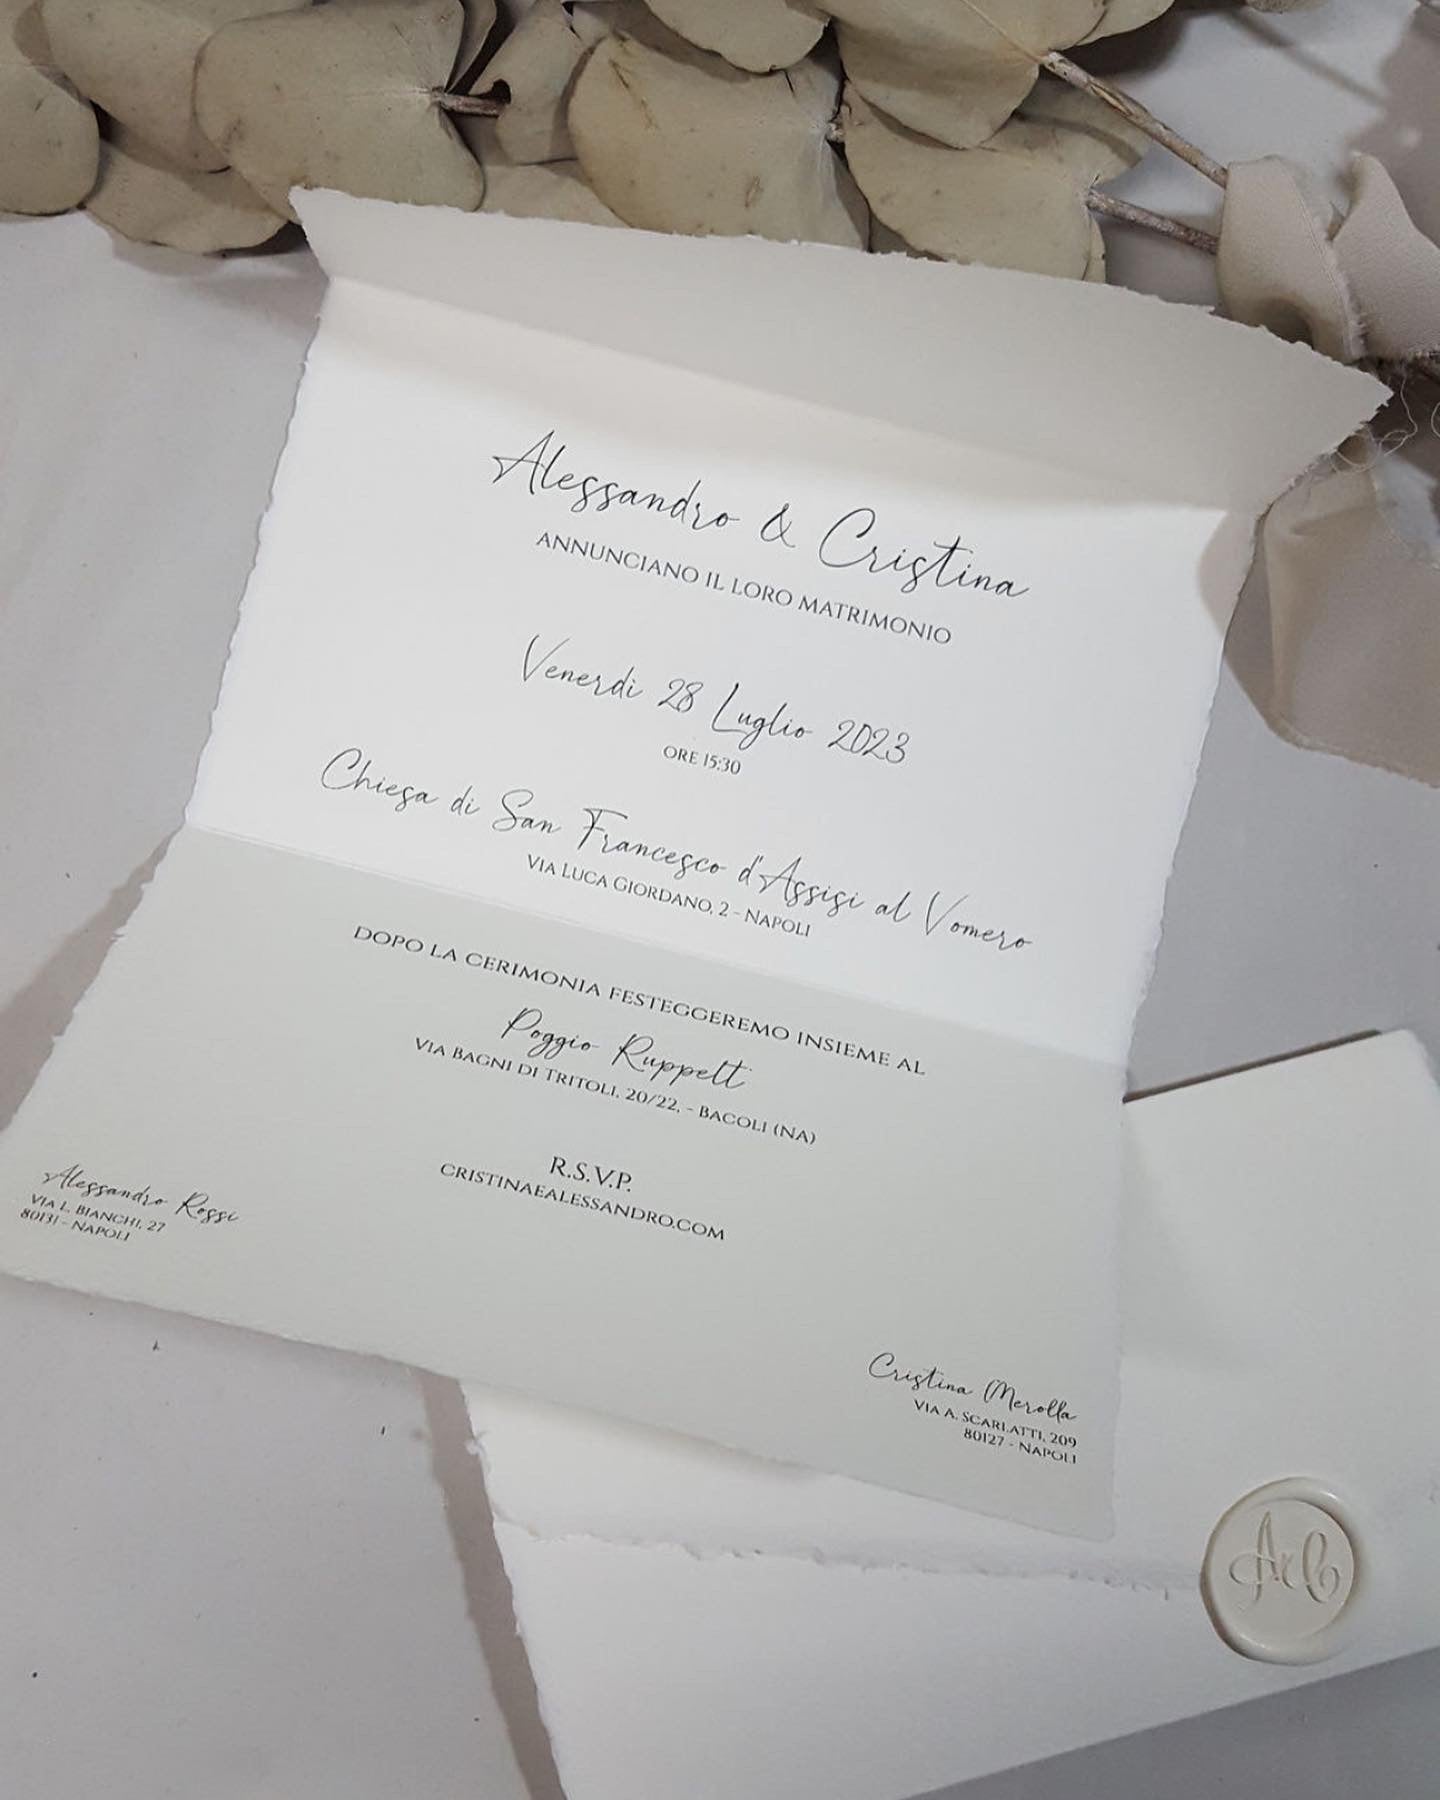 Alessandro & Cristina
ANNUNCIANO IL LORO MATRIMONIO
Venerdi 28 Luglio 2023
ORE 15:30
Chiesa di San Francesco d'Assisi al Vomero
VIA LUCA GIORDANO, 2 - NAPOLI
DOPO LA CERIMONIA FESTEGGEREMO INSIEME AL
Poggio Ruppelt
VIA BAGNI DI TRITOLI, 20/22, - BACOLI (NA)
R.S.V.P.
CRISTINAEALESSANDRO.COM
Alessandro Rossi
VIA L. BIANCHI, 27
80131 - NAPOLI
Cristina Merolla
VIA A. SCARLATTI, 209
80127 - NAPOLI
A&C